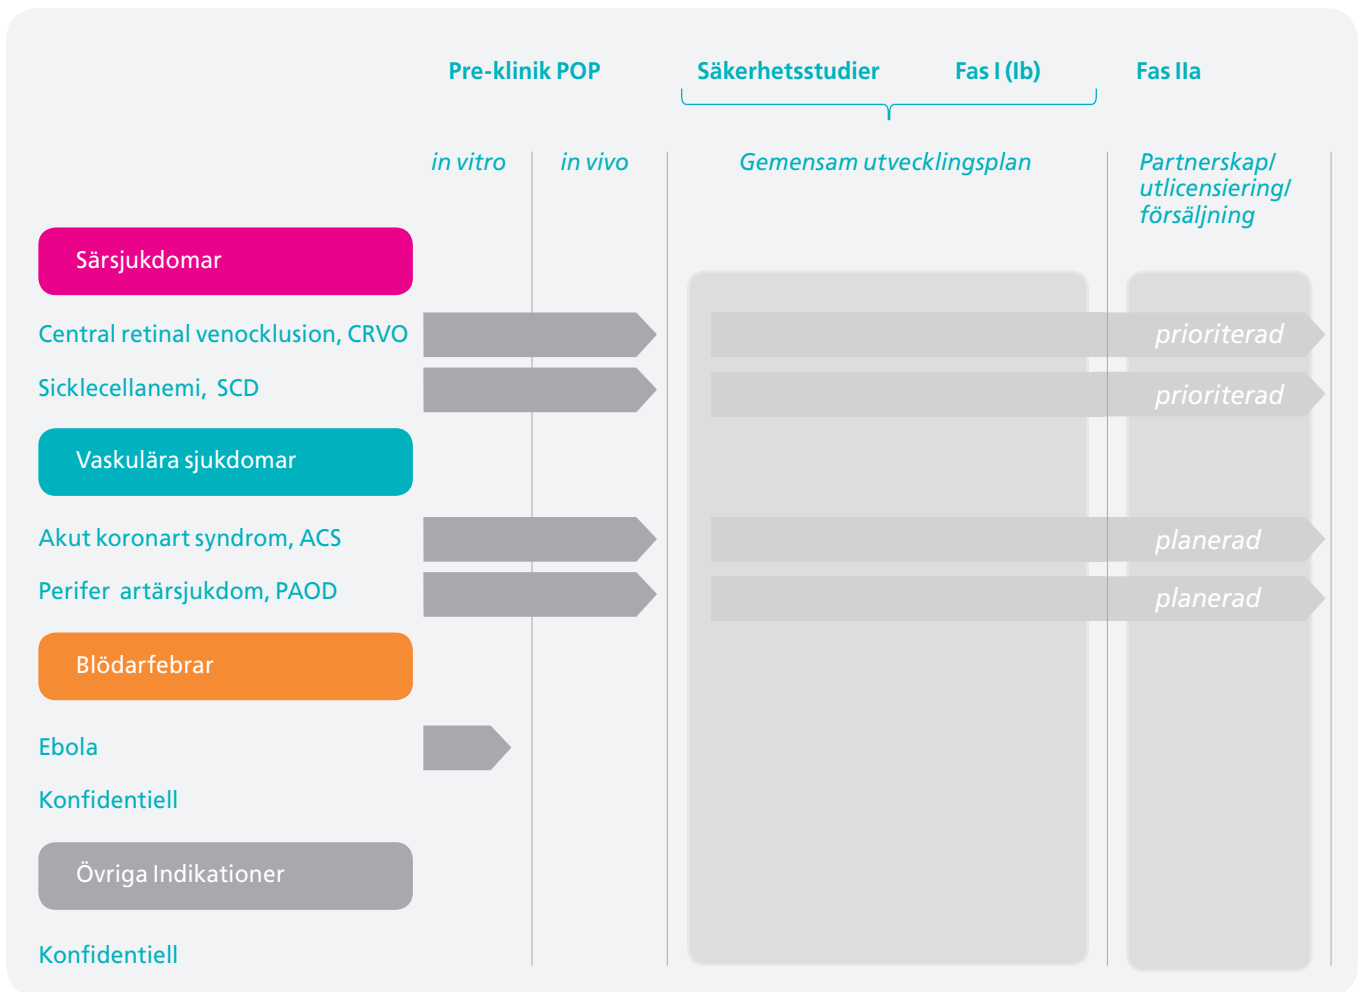 Pre-klinik POP
Säkerhetsstudier
Fas I (Ib)
Fas IIa
in vitro
in vivo
Gemensam utvecklingsplan
Partnerskap/
utlicensiering/
försäljning
Särsjukdomar
Central retinal venocklusion, CRVO
prioriterad
Sicklecellanemi, SCD
prioriterad
Vaskulära sjukdomar
Akut koronart syndrom, ACS
planerad
Perifer artärsjukdom, PAOD
planerad
Blödarfebrar
Ebola
Konfidentiell
Övriga Indikationer
Konfidentiell